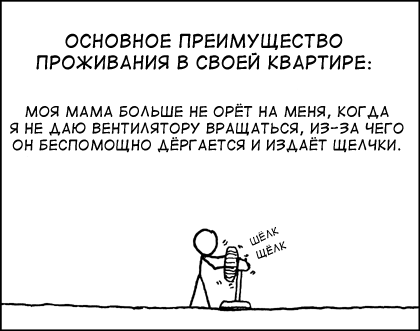 ОСНОВНОЕ ПРЕИМУЩЕСТВО
ПРОЖИВАНИЯ В СВОЕЙ КВАРТИРЕ:
МОЯ МАМА БОЛЬШЕ НЕ ОРЁТ НА МЕНЯ, КОГДА
Я НЕ ДАЮ ВЕНТИЛЯТОРУ ВРАЩАТЬСЯ, ИЗ-ЗА ЧЕГО
ОН БЕСПОМОЩНО ДЁРГАЕТСЯ И ИЗДАЁТ ЩЕЛЧКИ.
ЩЁЛК
ЩЁЛК